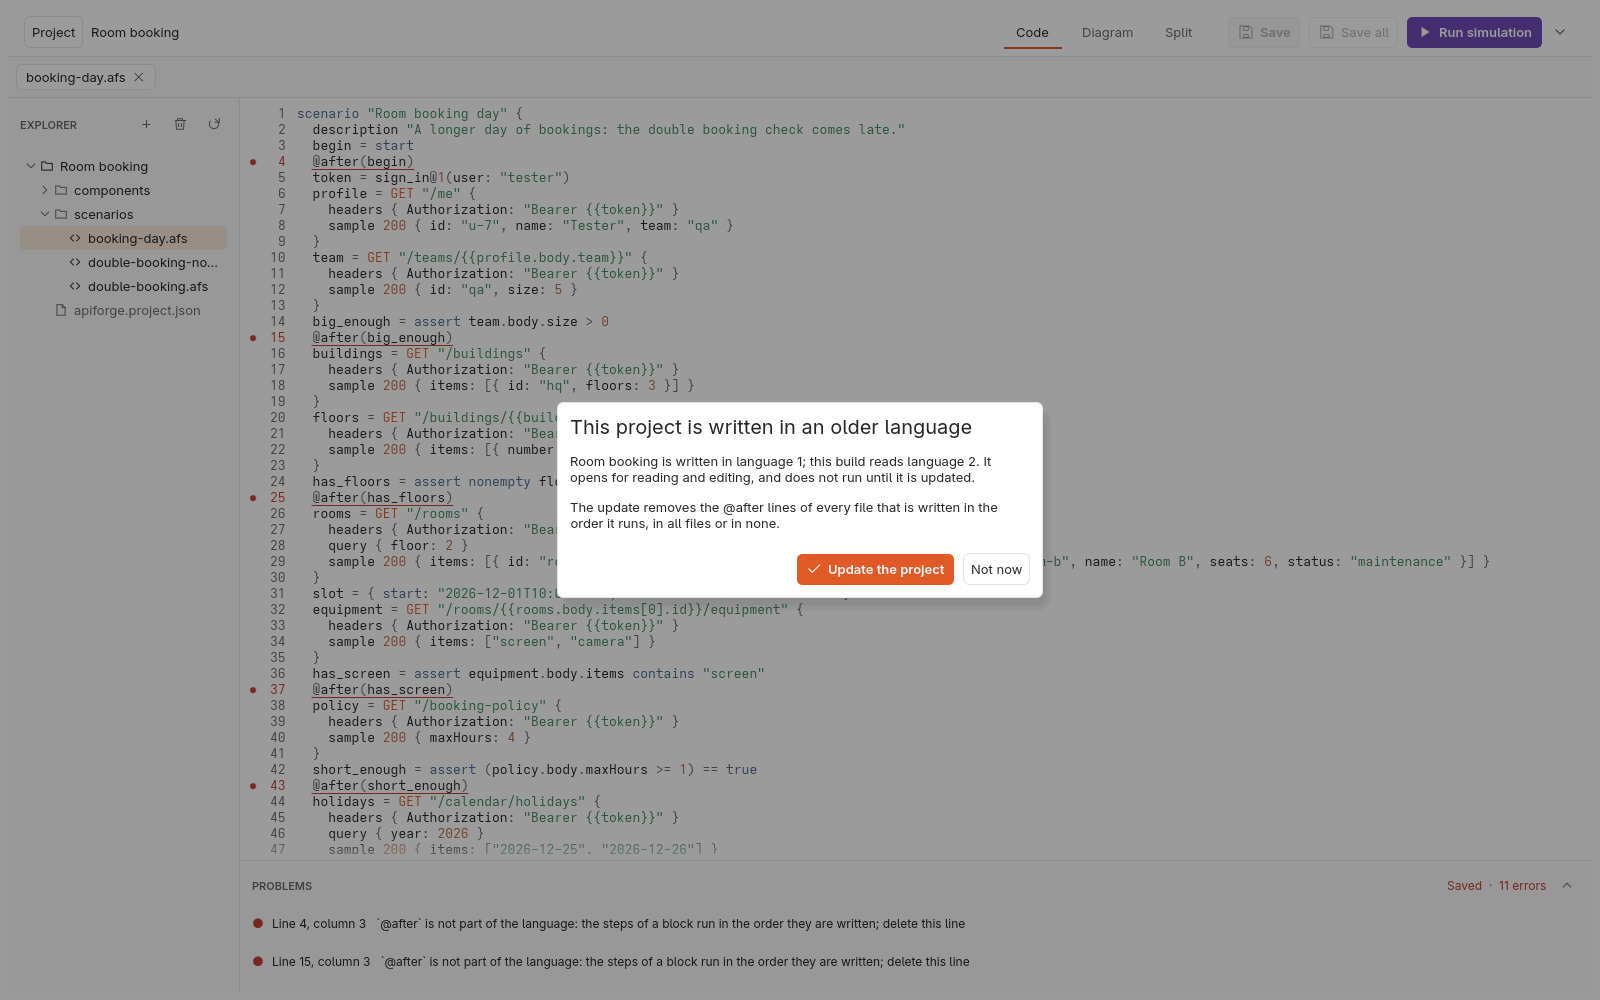 Project Room booking Code Diagram Split Save Save all Run simulation
booking-day.afs
EXPLORER
Room booking
components
scenarios
booking-day.afs
double-booking-no...
double-booking.afs
apiforge.project.json
1 scenario "Room booking day" {
2 description "A longer day of bookings: the double booking check comes late."
3 begin = start
4 @after(begin)
5 token = sign_in@1(user: "tester")
6 profile = GET "/me" {
7 headers { Authorization: "Bearer {{token}}" }
8 sample 200 { id: "u-7", name: "Tester", team: "qa" }
9 }
10 team = GET "/teams/{{profile.body.team}}" {
11 headers { Authorization: "Bearer {{token}}" }
12 sample 200 { id: "qa", size: 5 }
13 }
14 big_enough = assert team.body.size > 0
15 @after(big_enough)
16 buildings = GET "/buildings" {
17 headers { Authorization: "Bearer {{token}}" }
18 sample 200 { items: [{ id: "hq", floors: 3 }] }
19 }
20 floors = GET "/buildings/{{buil
21 headers { Authorization: "Bea
22 sample 200 { items: [{ number
23 }
24 has_floors = assert nonempty fl
25 @after(has_floors)
26 rooms = GET "/rooms" {
27 headers { Authorization: "Bea
28 query { floor: 2 }
29 sample 200 { items: [{ id: "r -b", name: "Room B", seats: 6, status: "maintenance" }] }
30 }
31 slot = { start: "2026-12-01T10:
32 equipment = GET "/rooms/{{rooms.body.items[0].id}}/equipment" {
33 headers { Authorization: "Bearer {{token}}" }
34 sample 200 { items: ["screen", "camera"] }
35 }
36 has_screen = assert equipment.body.items contains "screen"
37 @after(has_screen)
38 policy = GET "/booking-policy" {
39 headers { Authorization: "Bearer {{token}}" }
40 sample 200 { maxHours: 4 }
41 }
42 short_enough = assert (policy.body.maxHours >= 1) == true
43 @after(short_enough)
44 holidays = GET "/calendar/holidays" {
45 headers { Authorization: "Bearer {{token}}" }
46 query { year: 2026 }
47 sample 200 { items: ["2026-12-25", "2026-12-26"] }
This project is written in an older language
Room booking is written in language 1; this build reads language 2. It
opens for reading and editing, and does not run until it is updated.
The update removes the @after lines of every file that is written in the
order it runs, in all files or in none.
Update the project Not now
PROBLEMS Saved · 11 errors
Line 4, column 3 `@after` is not part of the language: the steps of a block run in the order they are written; delete this line
Line 15, column 3 `@after` is not part of the language: the steps of a block run in the order they are written; delete this line